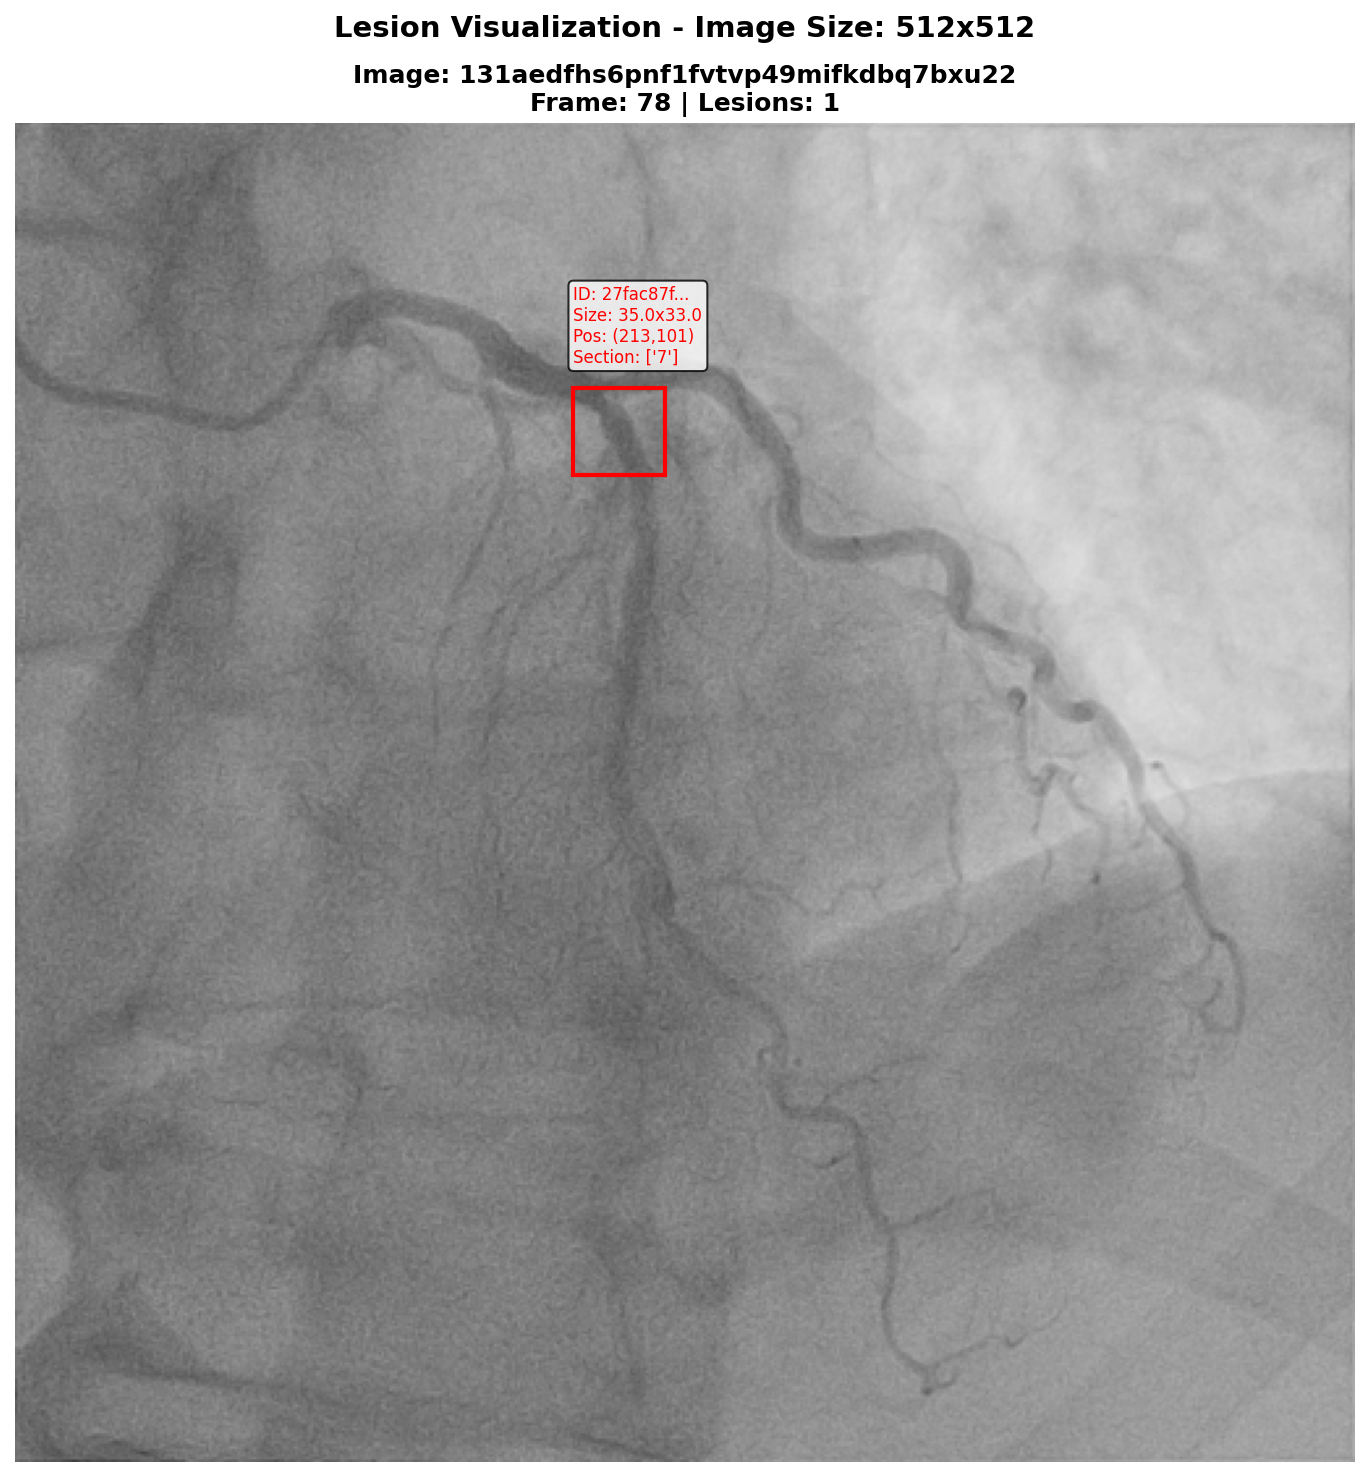 Lesion Visualization - Image Size: 512x512
Image: 131aedfhs6pnf1fvtvp49mifkdbq7bxu22
Frame: 78 | Lesions: 1
ID: 27fac87f...
Size: 35.0x33.0
Pos: (213,101)
Section: ['7']